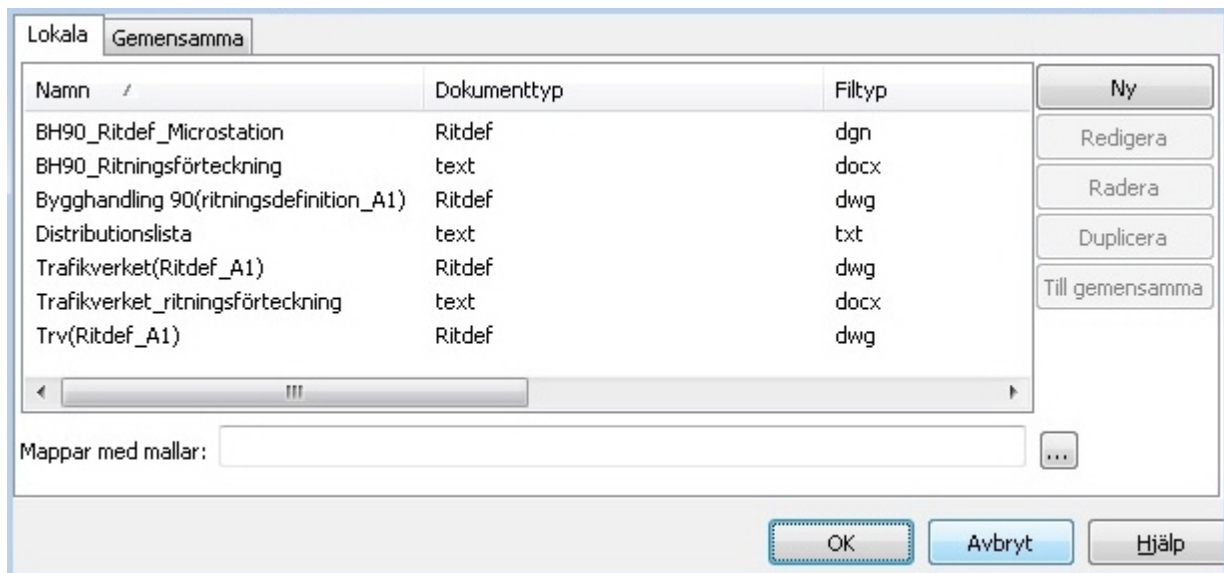 Lokala Gemensamma
Namn Dokumenttyp Filtyp
BH90_Ritdef_Microstation Ritdef dgn
BH90_Ritningsförteckning text docx
Bygghandling 90(ritningsdefinition_A1) Ritdef dwg
Distributionslista text txt
Trafikverket(Ritdef_A1) Ritdef dwg
Trafikverket_ritningsförteckning text docx
Trv(Ritdef_A1) Ritdef dwg
Ny
Redigera
Radera
Duplicera
Till gemensamma
Mappar med mallar: ...
OK Avbryt Hjälp